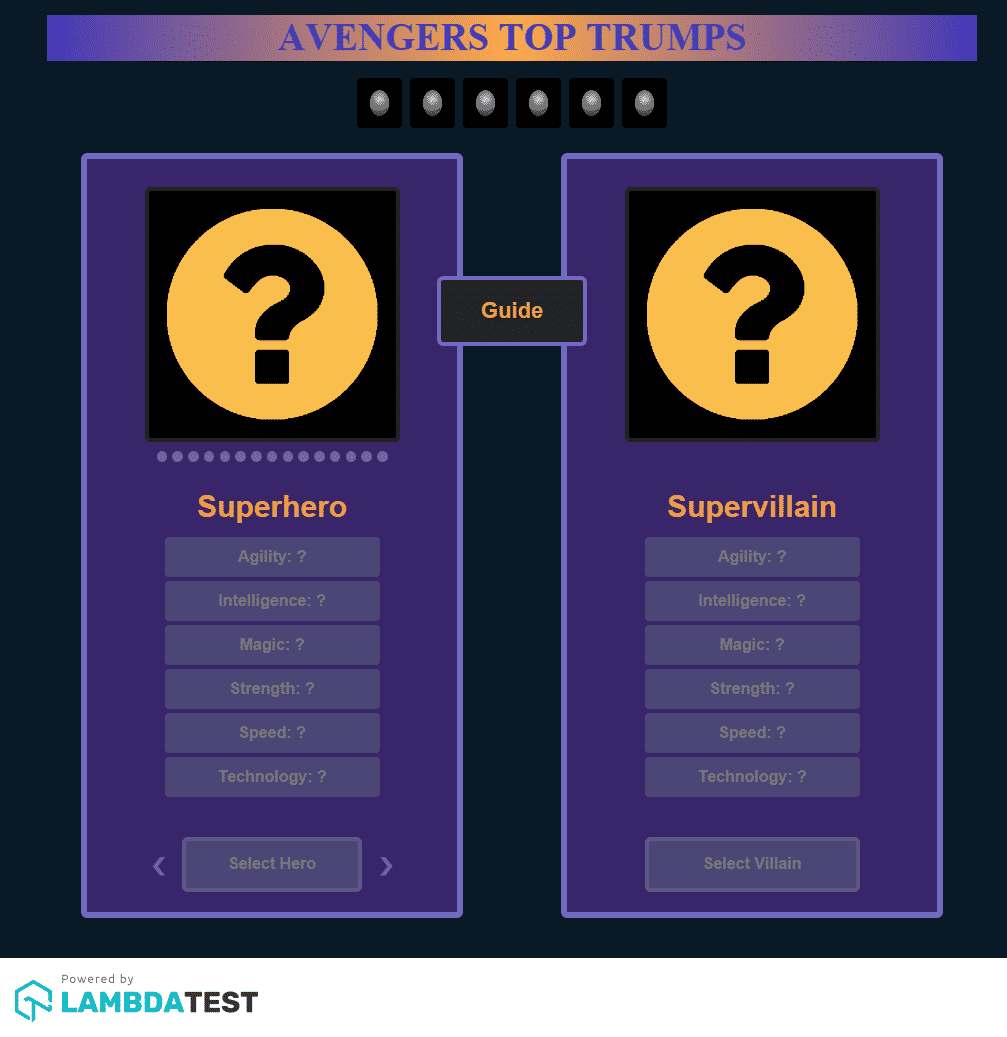 AVENGERS TOP TRUMPS
Guide
Superhero
Agility: ?
Intelligence: ?
Magic: ?
Strength: ?
Speed: ?
Technology: ?
❮ Select Hero ❯
Supervillain
Agility: ?
Intelligence: ?
Magic: ?
Strength: ?
Speed: ?
Technology: ?
Select Villain
Powered by
LAMBDATEST